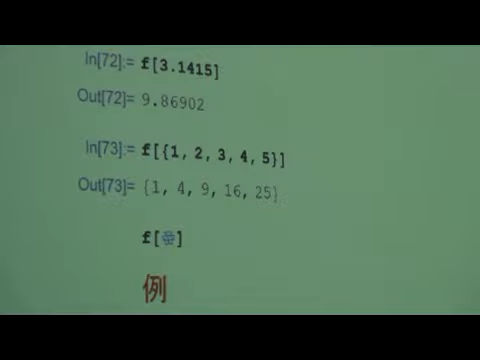 In[72]:= f[3.1415]
Out[72]= 9.86902
In[73]:= f[{1, 2, 3, 4, 5}]
Out[73]= {1, 4, 9, 16, 25}
f[]
例